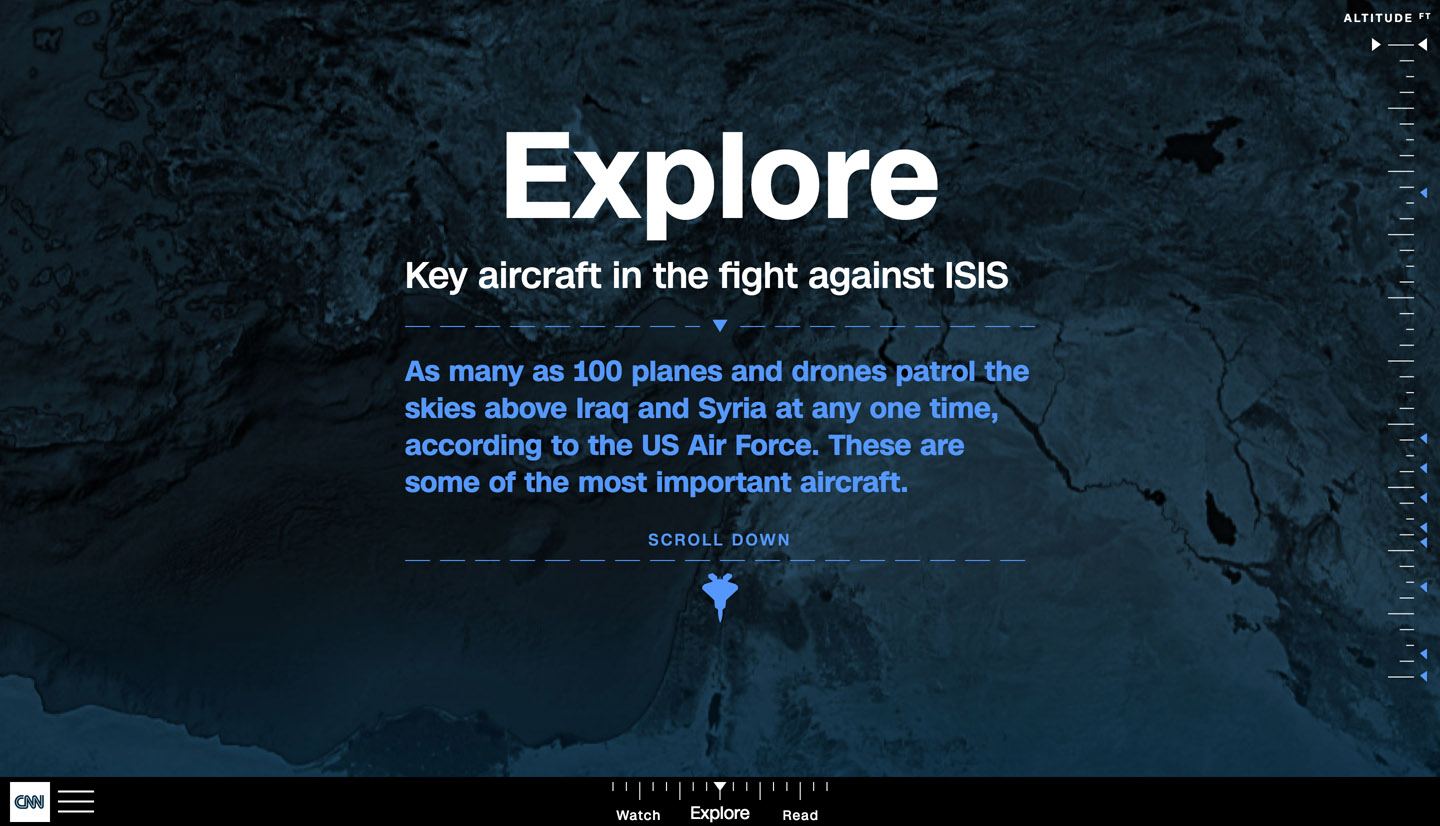 ALTITUDE FT
Explore
Key aircraft in the fight against ISIS
As many as 100 planes and drones patrol the
skies above Iraq and Syria at any one time,
according to the US Air Force. These are
some of the most important aircraft.
SCROLL DOWN
CNN
Watch
Explore
Read